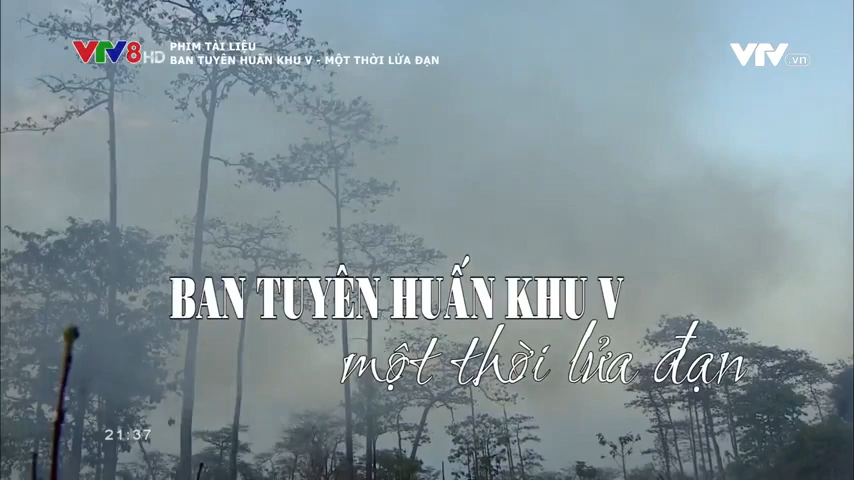 VTV8 HD
PHIM TÀI LIỆU
BAN TUYÊN HUẤN KHU V - MỘT THỜI LỬA ĐẠN
VTV.vn
BAN TUYÊN HUẤN KHU V
một thời lửa đạn
21:37